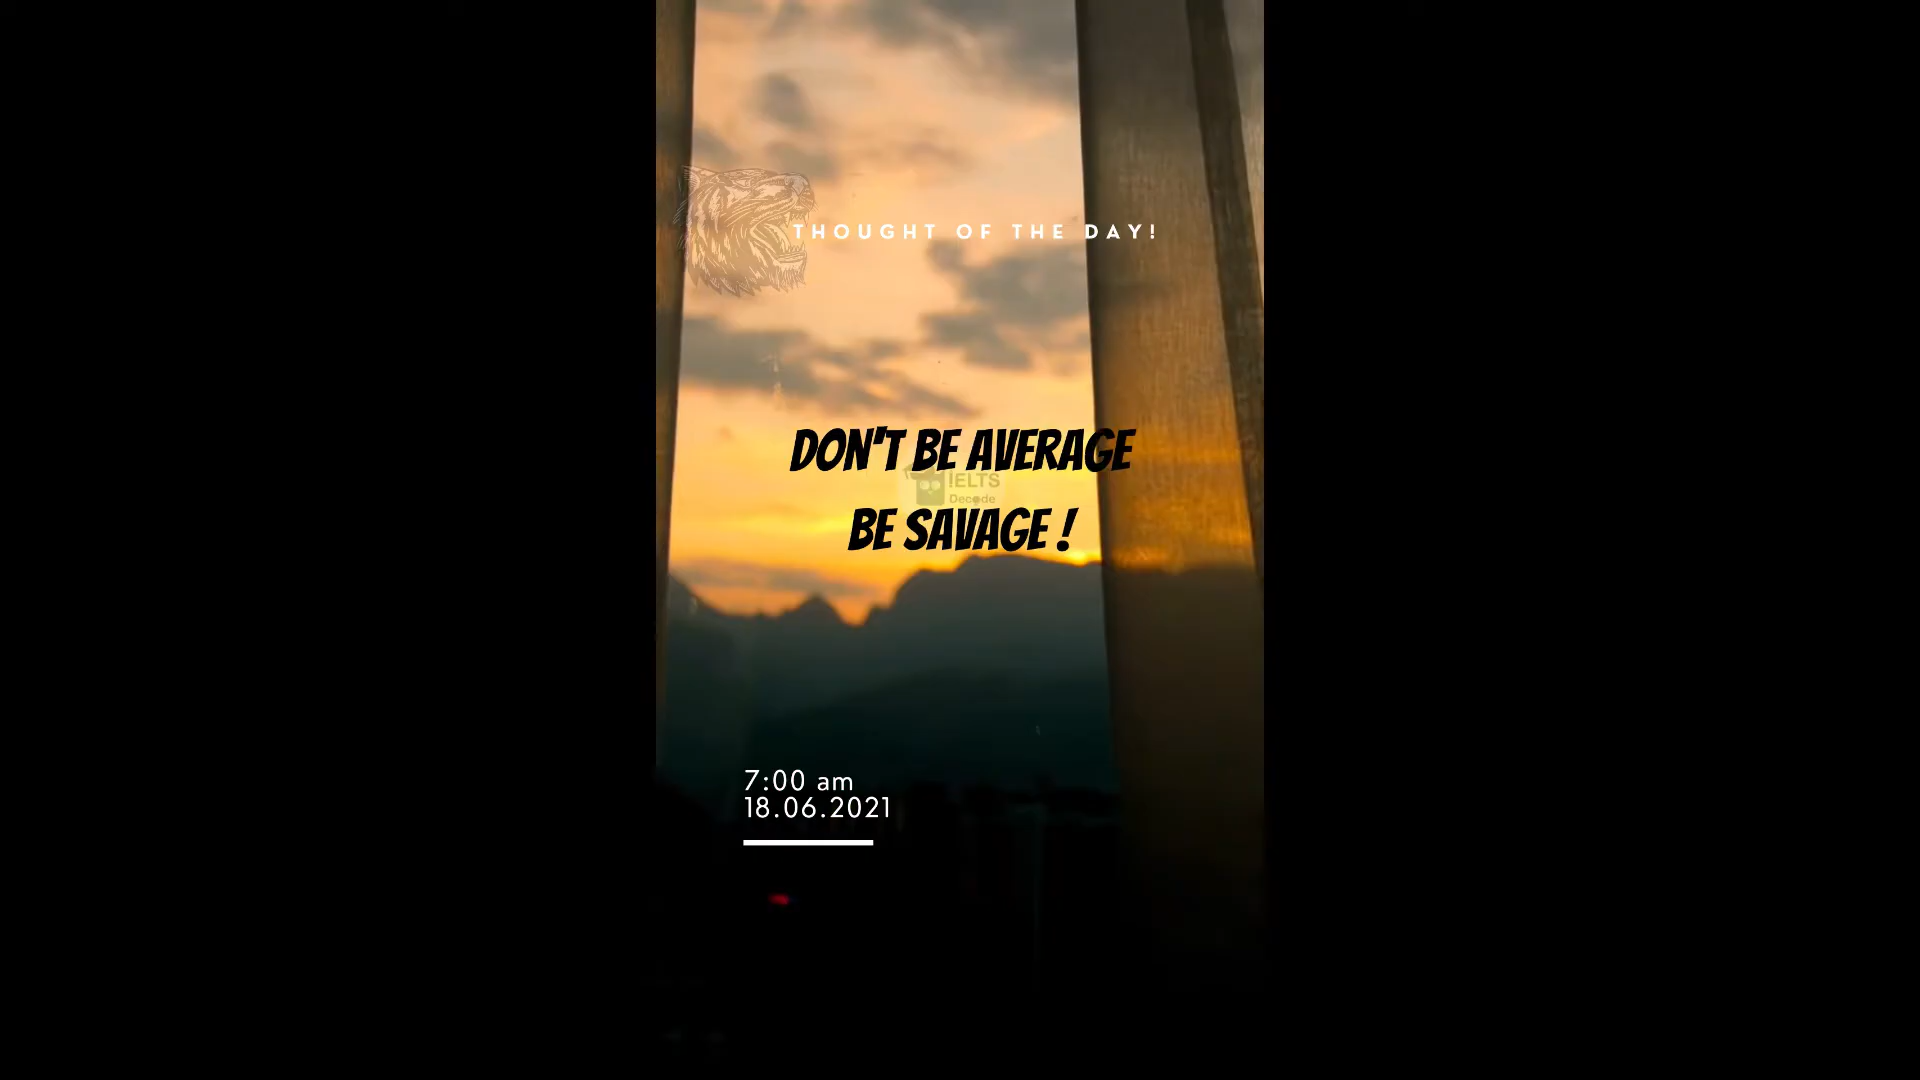 THOUGHT OF THE DAY!
DON'T BE AVERAGE
IELTS
Decode
BE SAVAGE !
7:00 am
18.06.2021